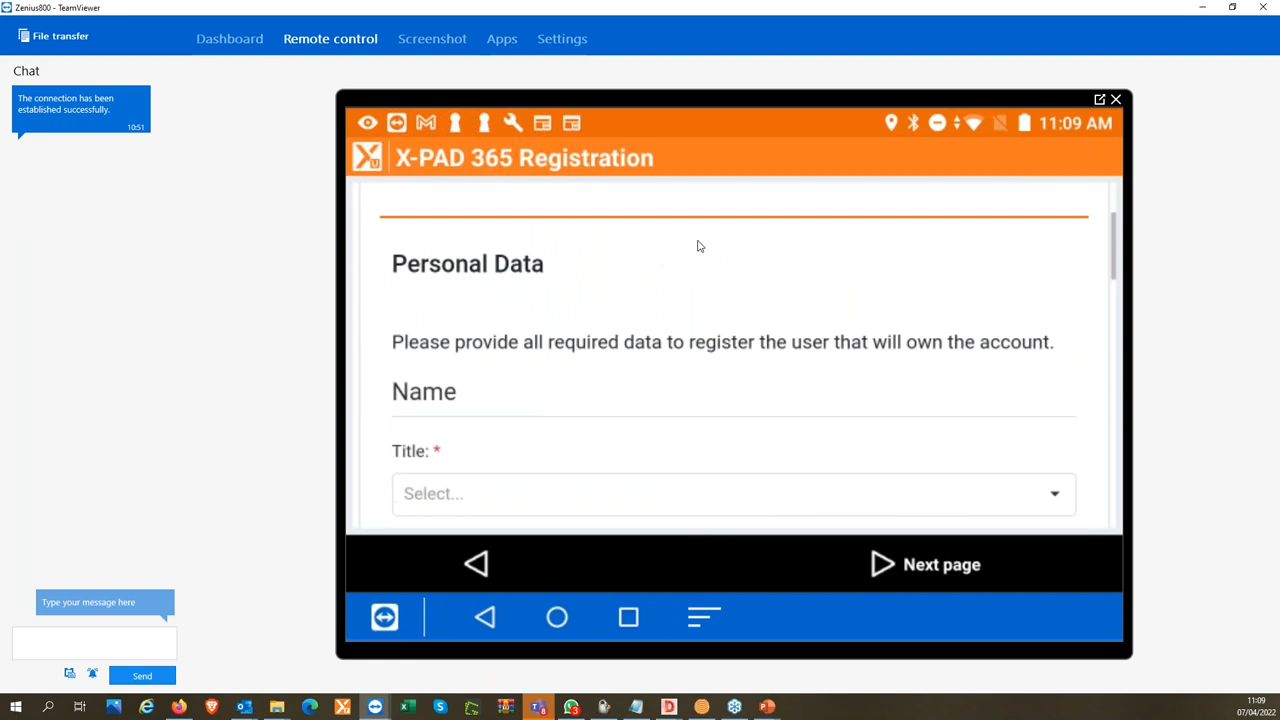 Zenius800 - TeamViewer
File transfer
Dashboard
Remote control
Screenshot
Apps
Settings
Chat
The connection has been
established successfully.
10:51
11:09 AM
X-PAD 365 Registration
Personal Data
Please provide all required data to register the user that will own the account.
Name
Title: *
Select...
Next page
Type your message here
Send
11:09
07/04/2022